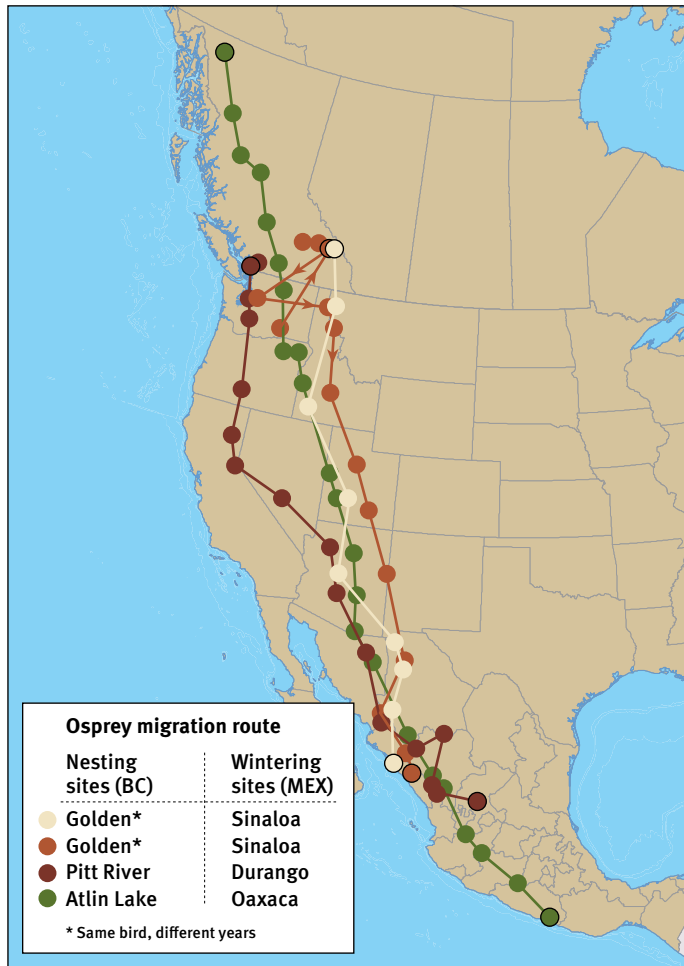 Osprey migration route
Nesting sites (BC)
Wintering sites (MEX)
Golden* Sinaloa
Golden* Sinaloa
Pitt River Durango
Atlin Lake Oaxaca
* Same bird, different years